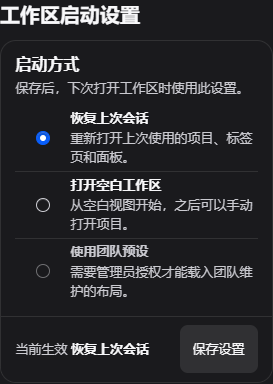 工作区启动设置
启动方式
保存后，下次打开工作区时使用此设置。
恢复上次会话
重新打开上次使用的项目、标签
页和面板。
打开空白工作区
从空白视图开始，之后可以手动
打开项目。
使用团队预设
需要管理员授权才能载入团队维
护的布局。
当前生效 恢复上次会话
保存设置